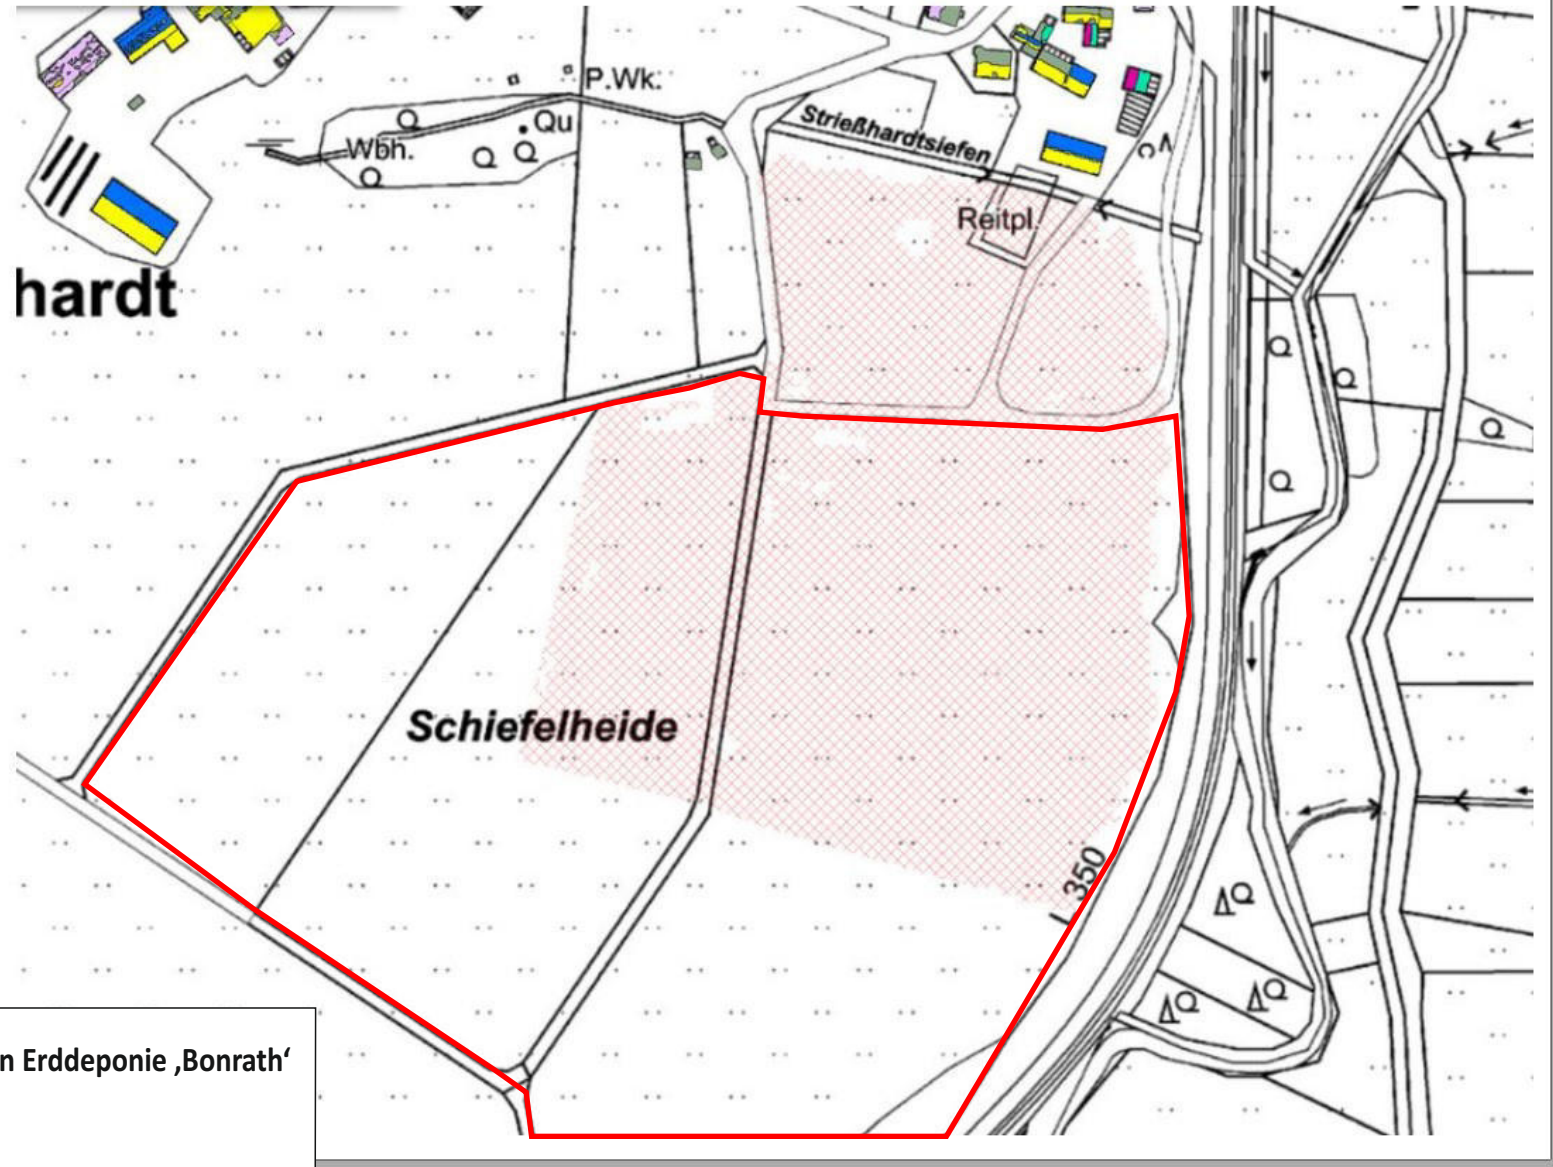 P.Wk.
Qu
Wbh.
Strießhardtsiefen
Reitpl.
hardt
Schiefelheide
L 350
n Erddeponie ‚Bonrath‘